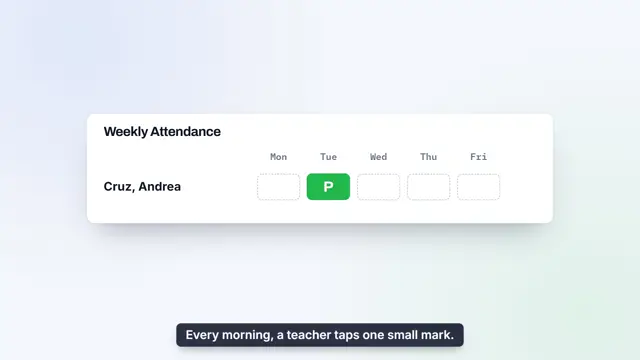 Weekly Attendance
Mon Tue Wed Thu Fri
Cruz, Andrea P
Every morning, a teacher taps one small mark.